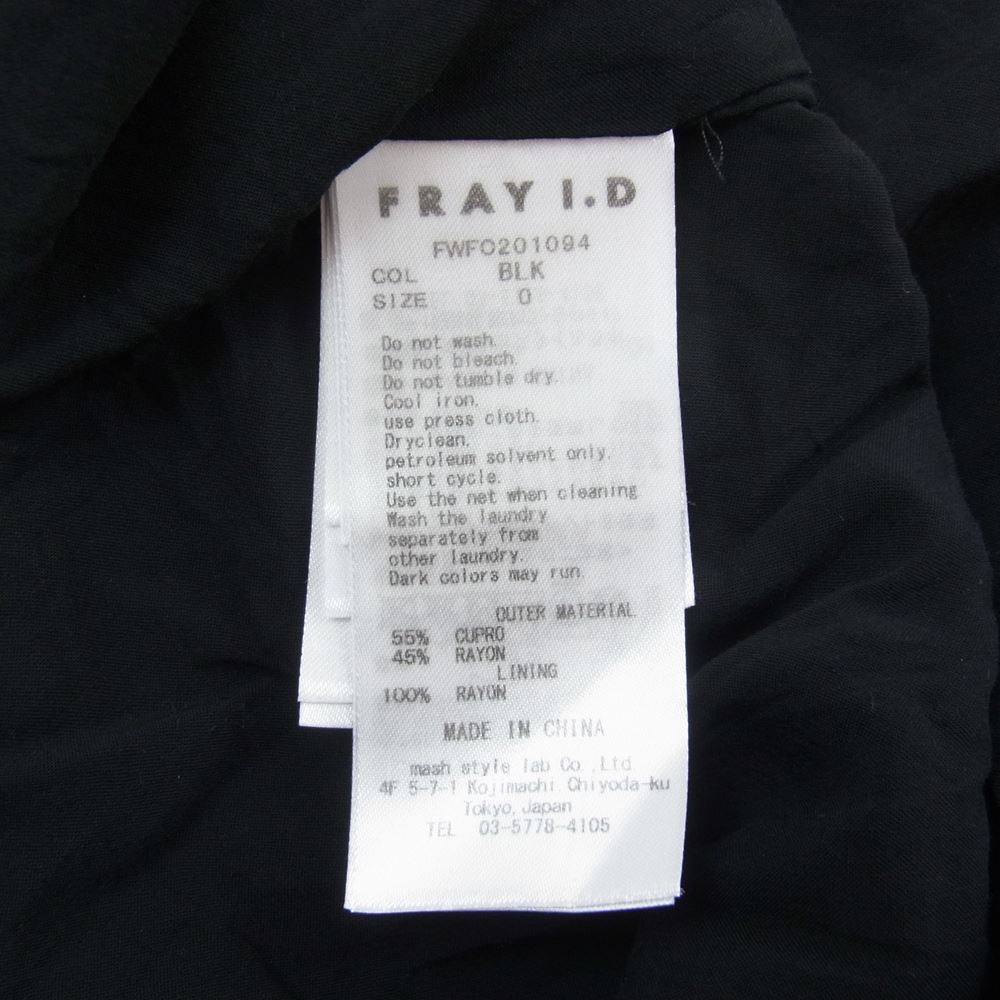 FRAY I.D
FWFO201094
COL BLK
SIZE 0
Do not wash.
Do not bleach.
Do not tumble dry.
Cool iron.
use press cloth.
Dryclean.
petroleum solvent only.
short cycle.
Use the net when cleaning
Wash the laundry
separately from
other laundry.
Dark colors may run.
OUTER MATERIAL
55% CUPRO
45% RAYON
LINING
100% RAYON
MADE IN CHINA
mash style lab Co.,Ltd.
4F 5-7-1 Kojimachi.Chiyoda-ku
Tokyo,Japan
TEL 03-5778-4105